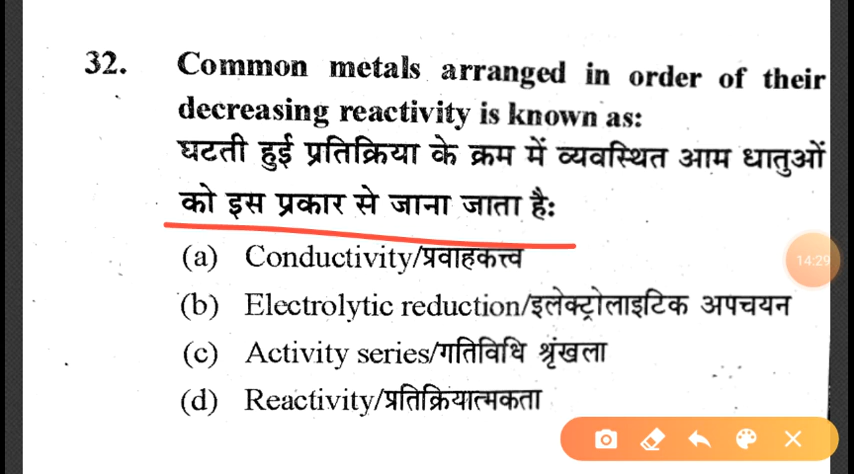 32. Common metals arranged in order of their
decreasing reactivity is known as:
घटती हुई प्रतिक्रिया के क्रम में व्यवस्थित आम धातुओं
को इस प्रकार से जाना जाता हैः
(a) Conductivity/प्रवाहकत्त्व
(b) Electrolytic reduction/इलेक्ट्रोलाइटिक अपचयन
(c) Activity series/गतिविधि श्रृंखला
(d) Reactivity/प्रतिक्रियात्मकता
14:29